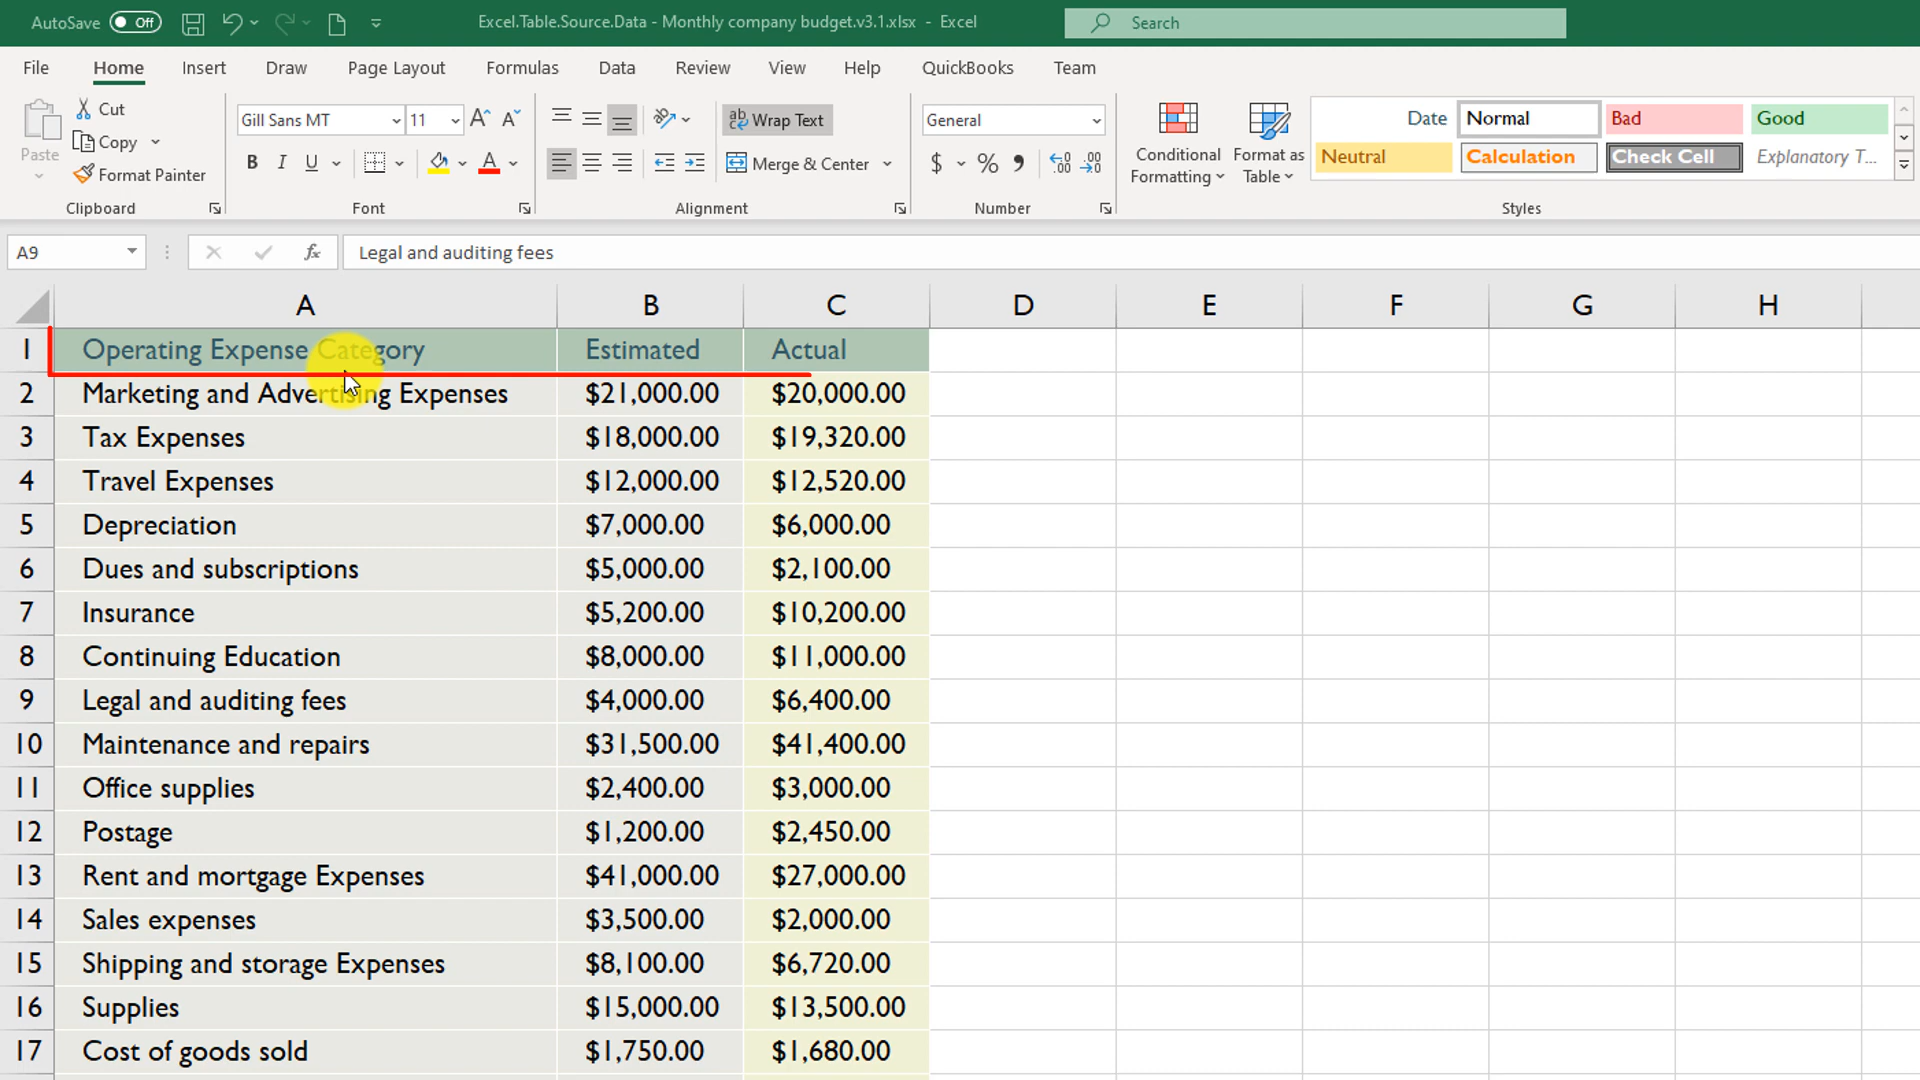 AutoSave Off Excel.Table.Source.Data - Monthly company budget.v3.1.xlsx - Excel Search
File Home Insert Draw Page Layout Formulas Data Review View Help QuickBooks Team
Paste
Cut
Copy
Format Painter
Clipboard
Gill Sans MT 11
B I U A
Font
ab Wrap Text
Merge & Center
Alignment
General
$ % 9 .00
Number
Conditional Formatting
Format as Table
Date Normal Bad Good
Neutral Calculation Check Cell Explanatory T...
Styles
A9 fx Legal and auditing fees
A B C D E F G H
1 Operating Expense Category Estimated Actual
2 Marketing and Advertising Expenses $21,000.00 $20,000.00
3 Tax Expenses $18,000.00 $19,320.00
4 Travel Expenses $12,000.00 $12,520.00
5 Depreciation $7,000.00 $6,000.00
6 Dues and subscriptions $5,000.00 $2,100.00
7 Insurance $5,200.00 $10,200.00
8 Continuing Education $8,000.00 $11,000.00
9 Legal and auditing fees $4,000.00 $6,400.00
10 Maintenance and repairs $31,500.00 $41,400.00
11 Office supplies $2,400.00 $3,000.00
12 Postage $1,200.00 $2,450.00
13 Rent and mortgage Expenses $41,000.00 $27,000.00
14 Sales expenses $3,500.00 $2,000.00
15 Shipping and storage Expenses $8,100.00 $6,720.00
16 Supplies $15,000.00 $13,500.00
17 Cost of goods sold $1,750.00 $1,680.00